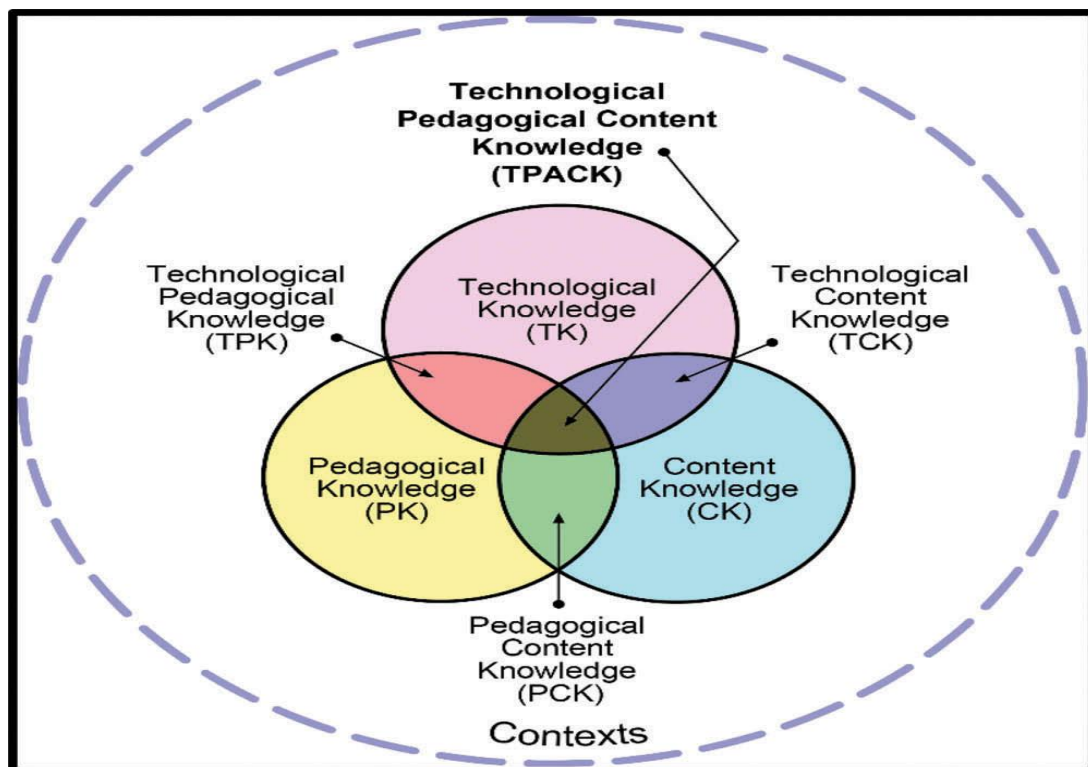 Technological
Pedagogical Content
Knowledge
(TPACK)
Technological
Pedagogical
Knowledge
(TPK)
Technological
Knowledge
(TK)
Technological
Content
Knowledge
(TCK)
Pedagogical
Knowledge
(PK)
Content
Knowledge
(CK)
Pedagogical
Content
Knowledge
(PCK)
Contexts